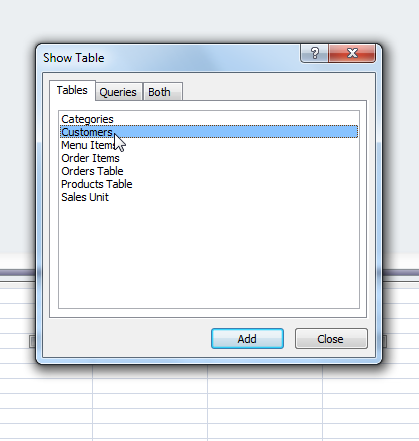 Show Table
Tables Queries Both
Categories
Customers
Menu Items
Order Items
Orders Table
Products Table
Sales Unit
Add Close